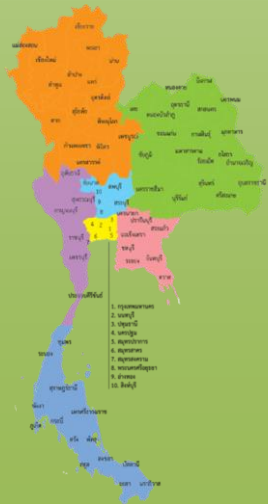 เชียงราย
แม่ฮ่องสอน
เชียงใหม่
พะเยา
น่าน
ลำปาง
ลำพูน
แพร่
อุตรดิตถ์
สุโขทัย
ตาก
พิษณุโลก
กำแพงเพชร
พิจิตร
เพชรบูรณ์
นครสวรรค์
อุทัยธานี
บึงกาฬ
หนองคาย
เลย
อุดรธานี
นครพนม
หนองบัวลำภู
สกลนคร
ขอนแก่น
กาฬสินธุ์
มุกดาหาร
ชัยภูมิ
มหาสารคาม
ร้อยเอ็ด
ยโสธร
อำนาจเจริญ
นครราชสีมา
บุรีรัมย์
สุรินทร์
ศรีสะเกษ
อุบลราชธานี
ชัยนาท
ลพบุรี
สุพรรณบุรี
10
สระบุรี
9
8
กาญจนบุรี
นครนายก
ปราจีนบุรี
สระแก้ว
ฉะเชิงเทรา
ชลบุรี
ระยอง
จันทบุรี
ตราด
ราชบุรี
เพชรบุรี
ประจวบคีรีขันธ์
1. กรุงเทพมหานคร
2. นนทบุรี
3. ปทุมธานี
4. นครปฐม
5. สมุทรปราการ
6. สมุทรสาคร
7. สมุทรสงคราม
8. พระนครศรีอยุธยา
9. อ่างทอง
10. สิงห์บุรี
ชุมพร
ระนอง
สุราษฎร์ธานี
พังงา
นครศรีธรรมราช
ภูเก็ต
กระบี่
ตรัง
พัทลุง
สงขลา
สตูล
ปัตตานี
ยะลา
นราธิวาส